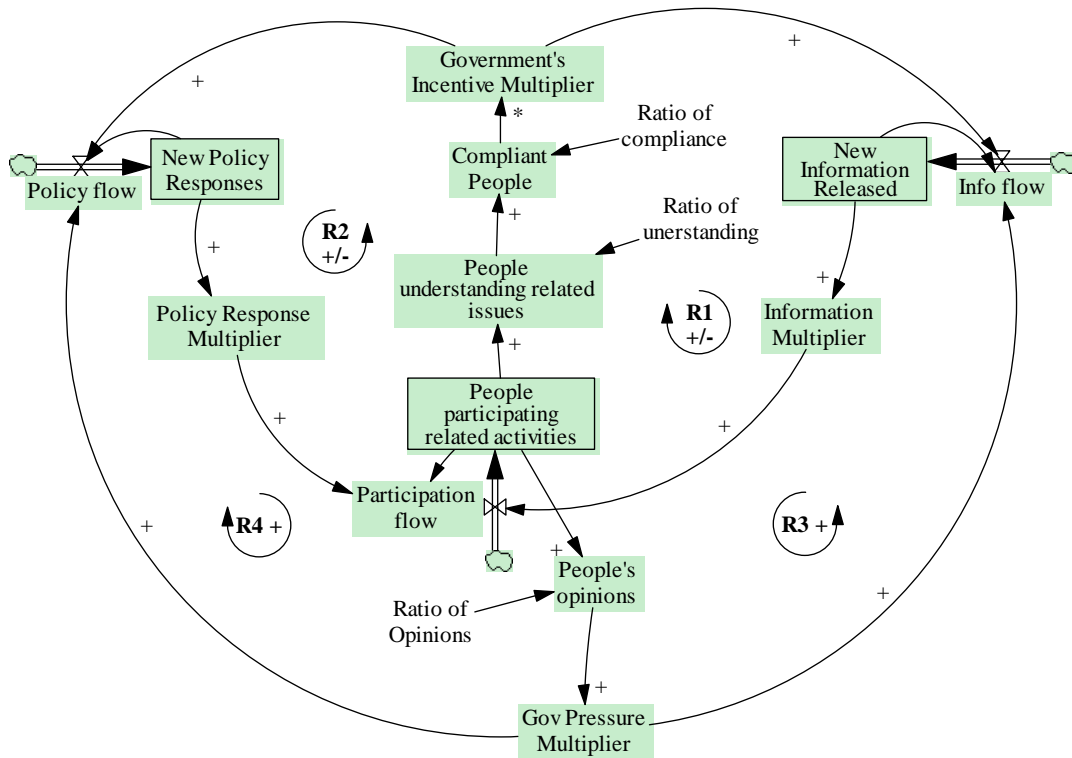 +
+
Government's
Incentive Multiplier
*
Ratio of
compliance
New Policy
Responses
Policy flow
Compliant
People
New
Information
Released
Info flow
+
R2
+/-
+
Ratio of
unerstanding
People
understanding related
issues
+
Policy Response
Multiplier
R1
+/-
Information
Multiplier
+
+
People
participating
related activities
+
+
Participation
flow
R4 +
R3 +
+
+
People's
opinions
+
Ratio of
Opinions
+
Gov Pressure
Multiplier